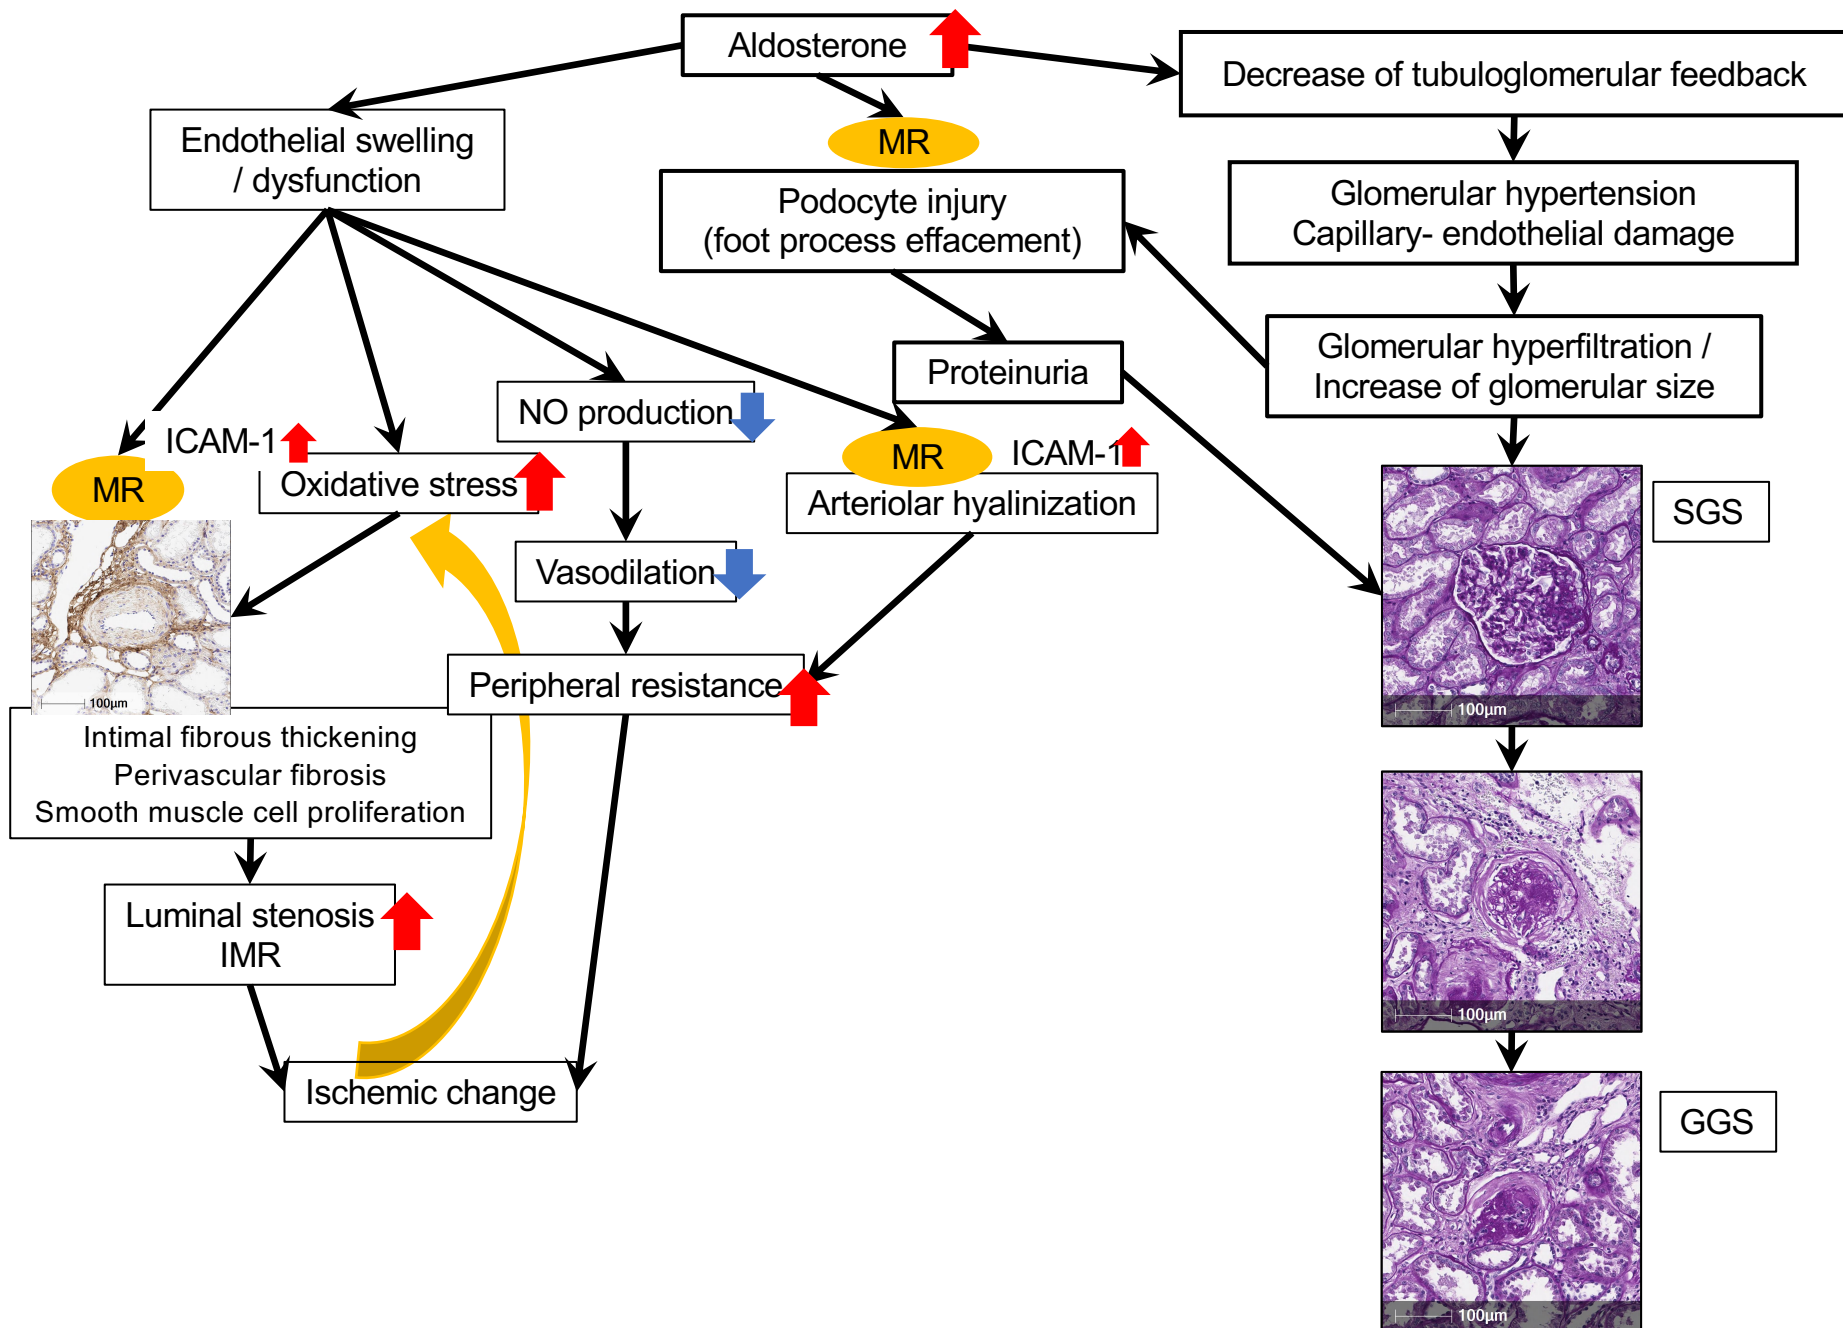 Aldosterone
Decrease of tubuloglomerular feedback
Endothelial swelling
/ dysfunction
MR
Podocyte injury
(foot process effacement)
Glomerular hypertension
Capillary- endothelial damage
Proteinuria
Glomerular hyperfiltration /
Increase of glomerular size
NO production
ICAM-1
MR
Oxidative stress
MR
ICAM-1
Arteriolar hyalinization
SGS
Vasodilation
Peripheral resistance
100μm
100μm
Intimal fibrous thickening
Perivascular fibrosis
Smooth muscle cell proliferation
Luminal stenosis
IMR
100μm
Ischemic change
GGS
100μm